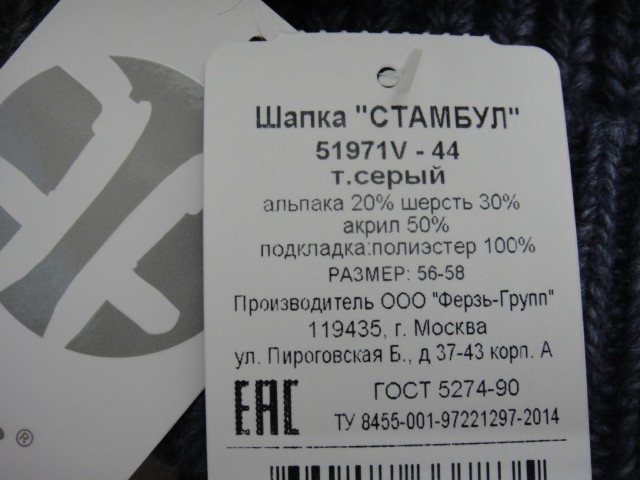 Шапка "СТАМБУЛ"
51971V - 44
т.серый
альпака 20% шерсть 30%
акрил 50%
подкладка:полиэстер 100%
РАЗМЕР: 56-58
Производитель ООО "Ферзь-Групп"
119435, г. Москва
ул. Пироговская Б., д 37-43 корп. А
EAC
ГОСТ 5274-90
ТУ 8455-001-97221297-2014
®